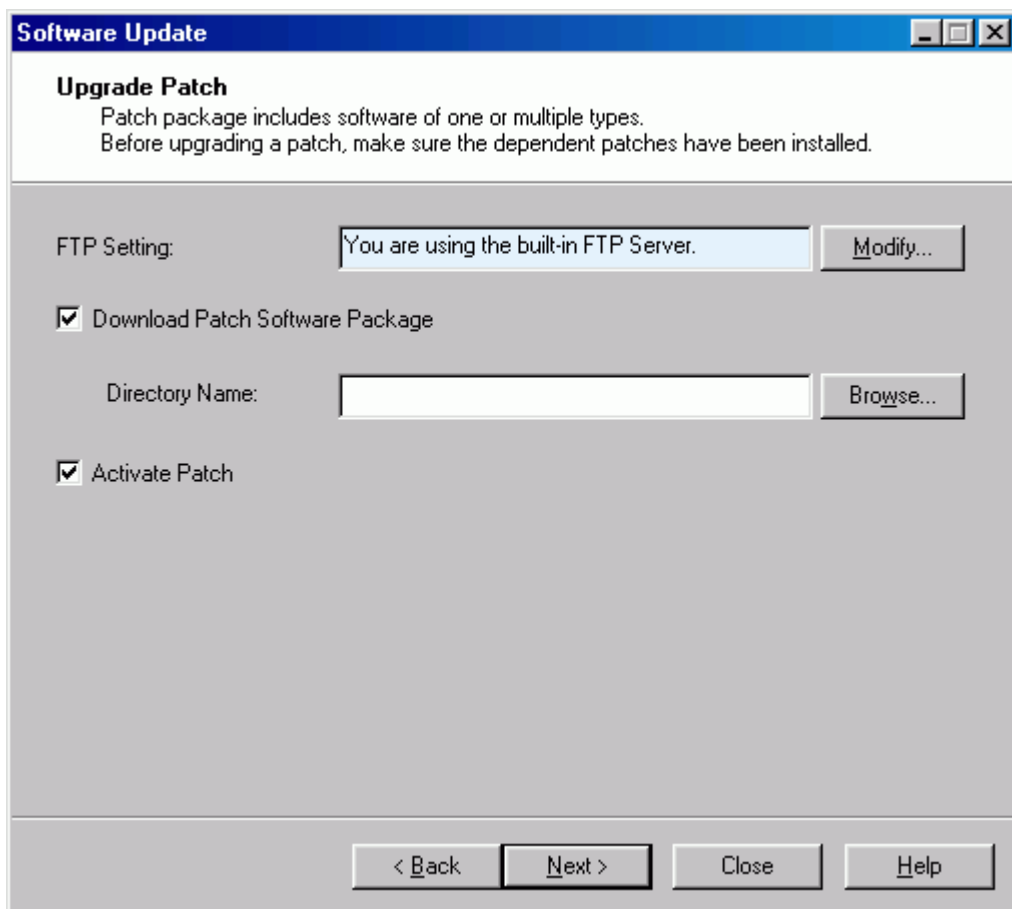 Software Update
Upgrade Patch
Patch package includes software of one or multiple types.
Before upgrading a patch, make sure the dependent patches have been installed.
FTP Setting:
You are using the built-in FTP Server.
Modify...
Download Patch Software Package
Directory Name:
Browse...
Activate Patch
< Back
Next >
Close
Help